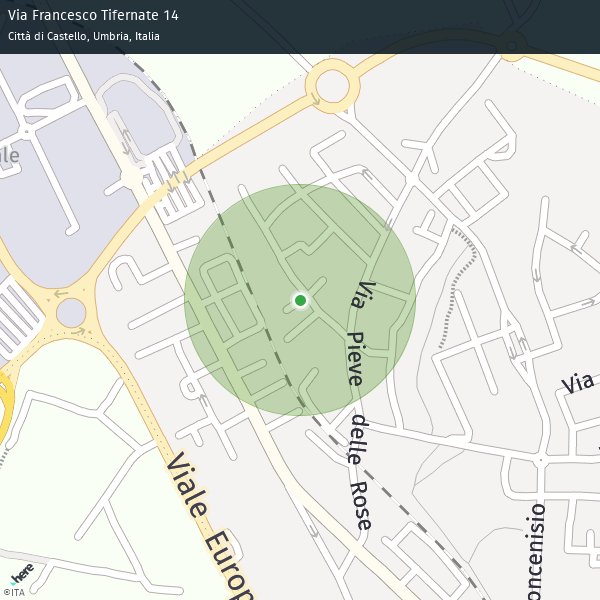 Via Francesco Tifernate 14
Città di Castello, Umbria, Italia
ale
Via Pieve delle Rose
Via
Viale Europ
oncenisio
here
©ITA